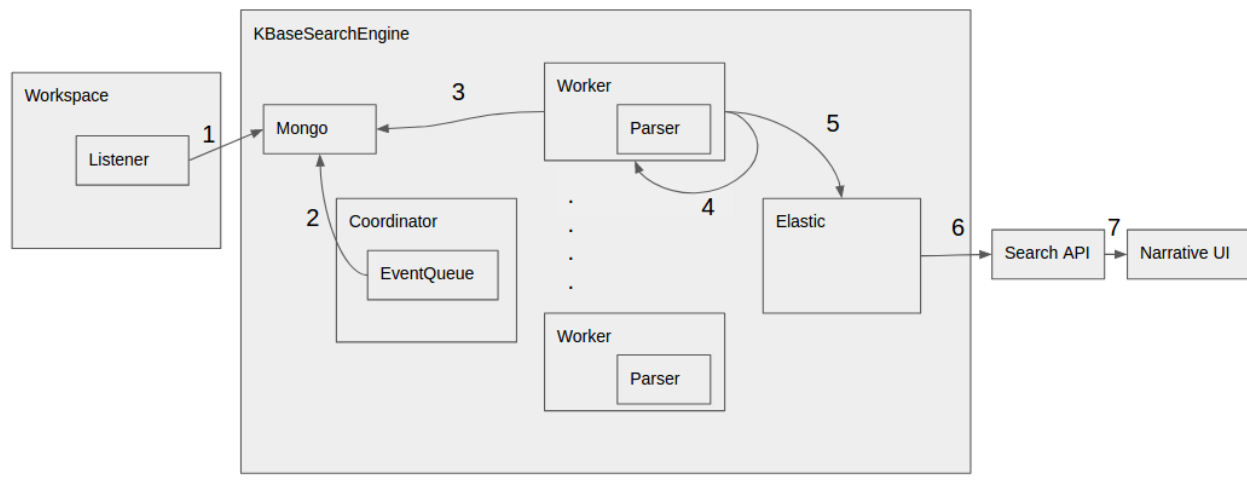 KBaseSearchEngine
Workspace
Listener
1
Mongo
3
Worker
Parser
5
4
2
Coordinator
EventQueue
Elastic
6
Search API
7
Narrative UI
Worker
Parser